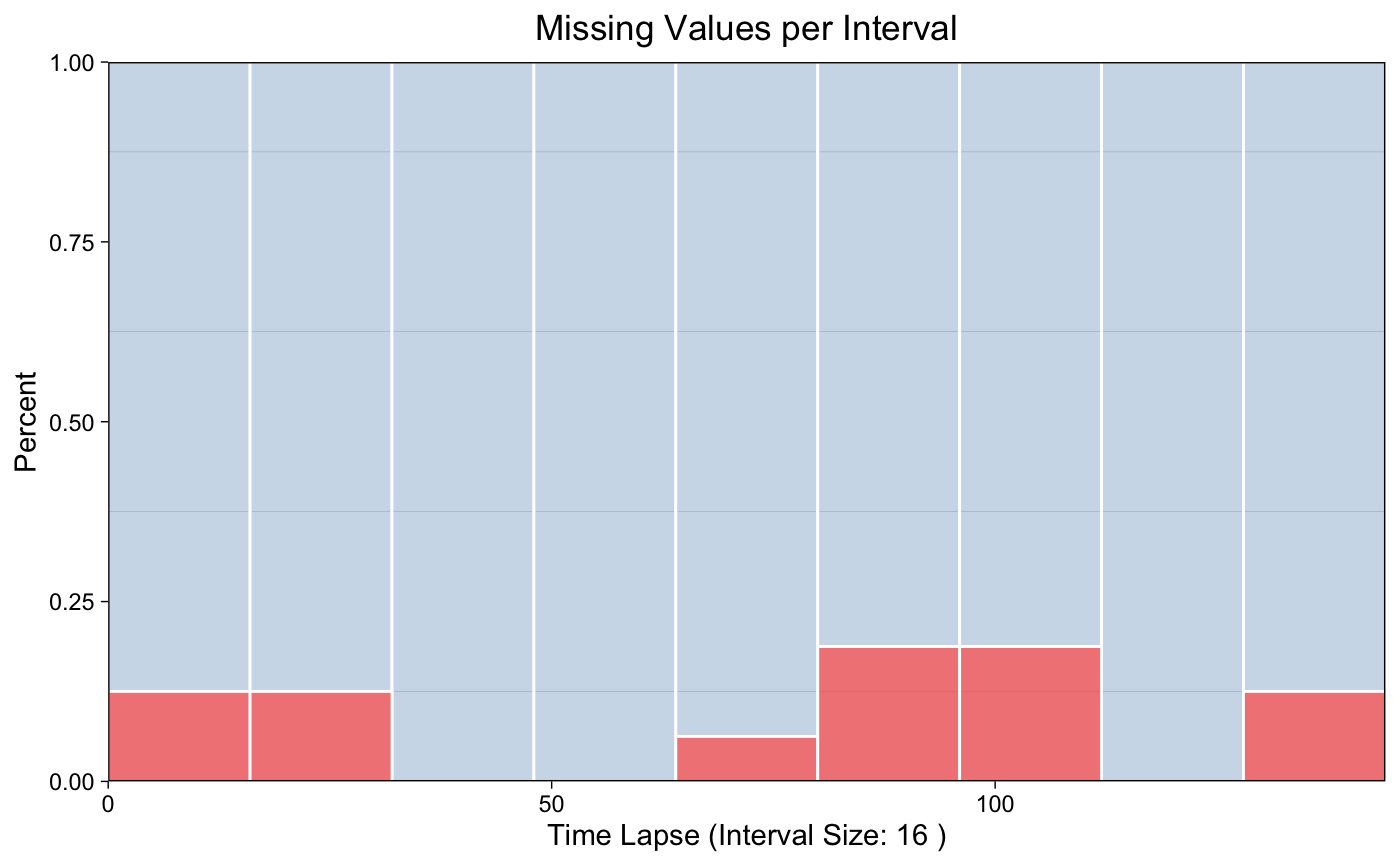 Missing Values per Interval
Percent
1.00
0.75
0.50
0.25
0.00
0 50 100
Time Lapse (Interval Size: 16 )